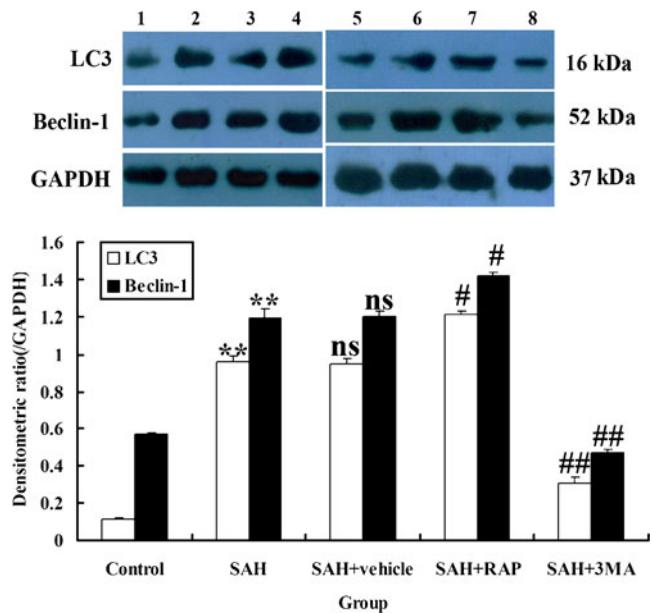 1 2 3 4 5 6 7 8
LC3 16 kDa
Beclin-1 52 kDa
GAPDH 37 kDa
1.6
1.4
1.2
1
0.8
0.6
0.4
0.2
0
Densitometric ratio(/GAPDH)
LC3
Beclin-1
** **
ns ns
# #
## ##
Control SAH SAH+vehicle SAH+RAP SAH+3MA
Group